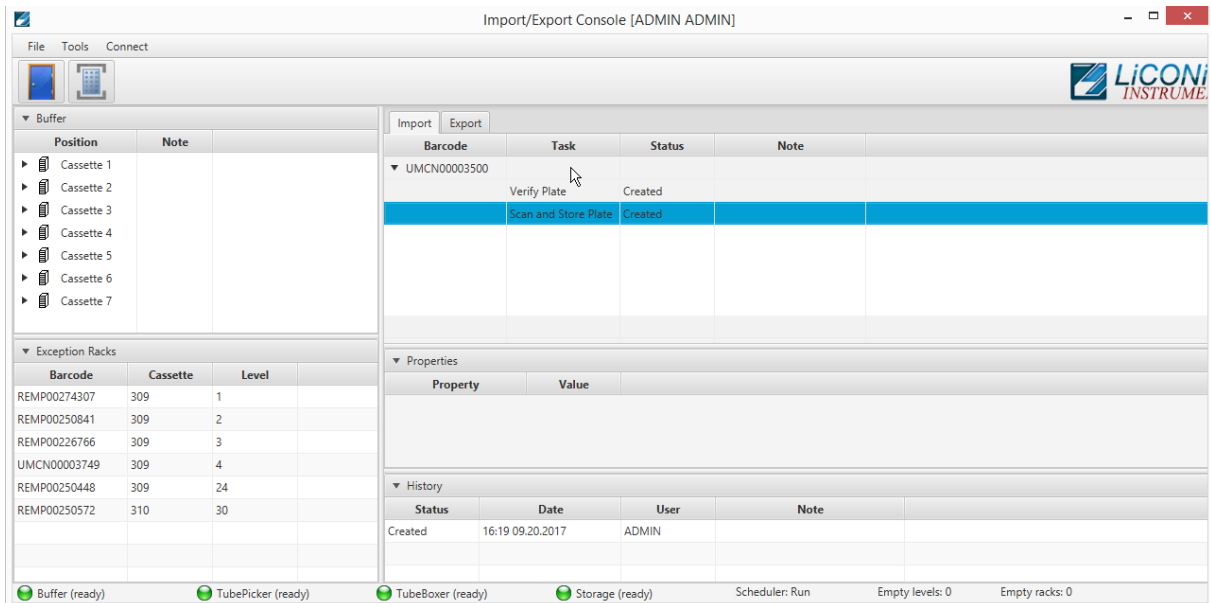 Import/Export Console [ADMIN ADMIN]
File Tools Connect
LiCONi
INSTRUME
Buffer
Position Note
Cassette 1
Cassette 2
Cassette 3
Cassette 4
Cassette 5
Cassette 6
Cassette 7
Exception Racks
Barcode Cassette Level
REMP00274307 309 1
REMP00250841 309 2
REMP00226766 309 3
UMCN00003749 309 4
REMP00250448 309 24
REMP00250572 310 30
Import Export
Barcode Task Status Note
UMCN00003500
Verify Plate Created
Scan and Store Plate Created
Properties
Property Value
History
Status Date User Note
Created 16:19 09.20.2017 ADMIN
Buffer (ready) TubePicker (ready) TubeBoxer (ready) Storage (ready) Scheduler: Run Empty levels: 0 Empty racks: 0